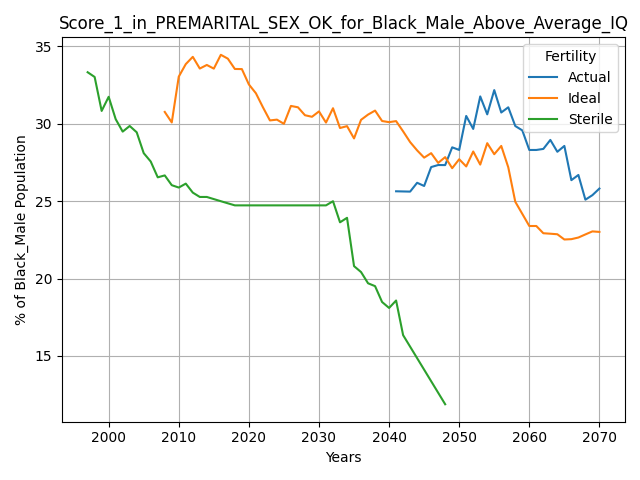 Score_1_in_PREMARITAL_SEX_OK_for_Black_Male_Above_Average_IQ
% of Black_Male Population
35
30
25
20
15
Fertility
Actual
Ideal
Sterile
2000 2010 2020 2030 2040 2050 2060 2070
Years